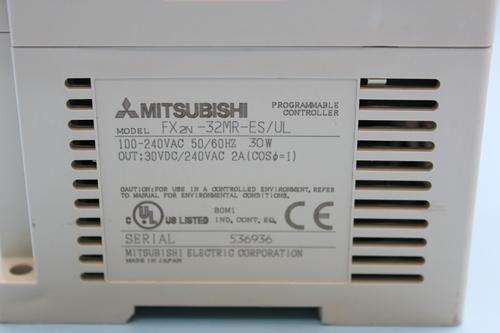 MITSUBISHI PROGRAMMABLE CONTROLLER
MODEL FX2N-32MR-ES/UL
100-240VAC 50/60HZ 30W
OUT:30VDC/240VAC 2A(COSφ=1)
CAUTION:FOR USE IN A CONTROLLED ENVIRONMENT. REFER
TO MANUAL FOR ENVIRONMENTAL CONDITIONS.
C UL US LISTED 80M1 IND. CONT. EQ. CE
SERIAL 536936
MITSUBISHI ELECTRIC CORPORATION
MADE IN JAPAN